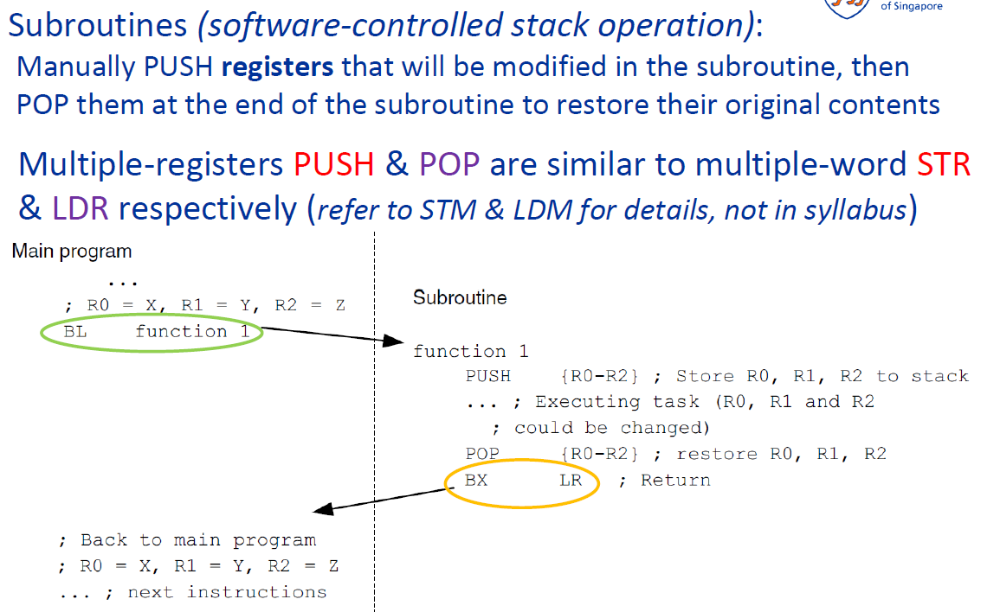 of Singapore
Subroutines (software-controlled stack operation):
Manually PUSH registers that will be modified in the subroutine, then
POP them at the end of the subroutine to restore their original contents
Multiple-registers PUSH & POP are similar to multiple-word STR
& LDR respectively (refer to STM & LDM for details, not in syllabus)
Main program
...
; R0 = X, R1 = Y, R2 = Z
BL function 1
Subroutine
function 1
PUSH {R0-R2} ; Store R0, R1, R2 to stack
... ; Executing task (R0, R1 and R2
; could be changed)
POP {R0-R2} ; restore R0, R1, R2
BX LR ; Return
; Back to main program
; R0 = X, R1 = Y, R2 = Z
... ; next instructions